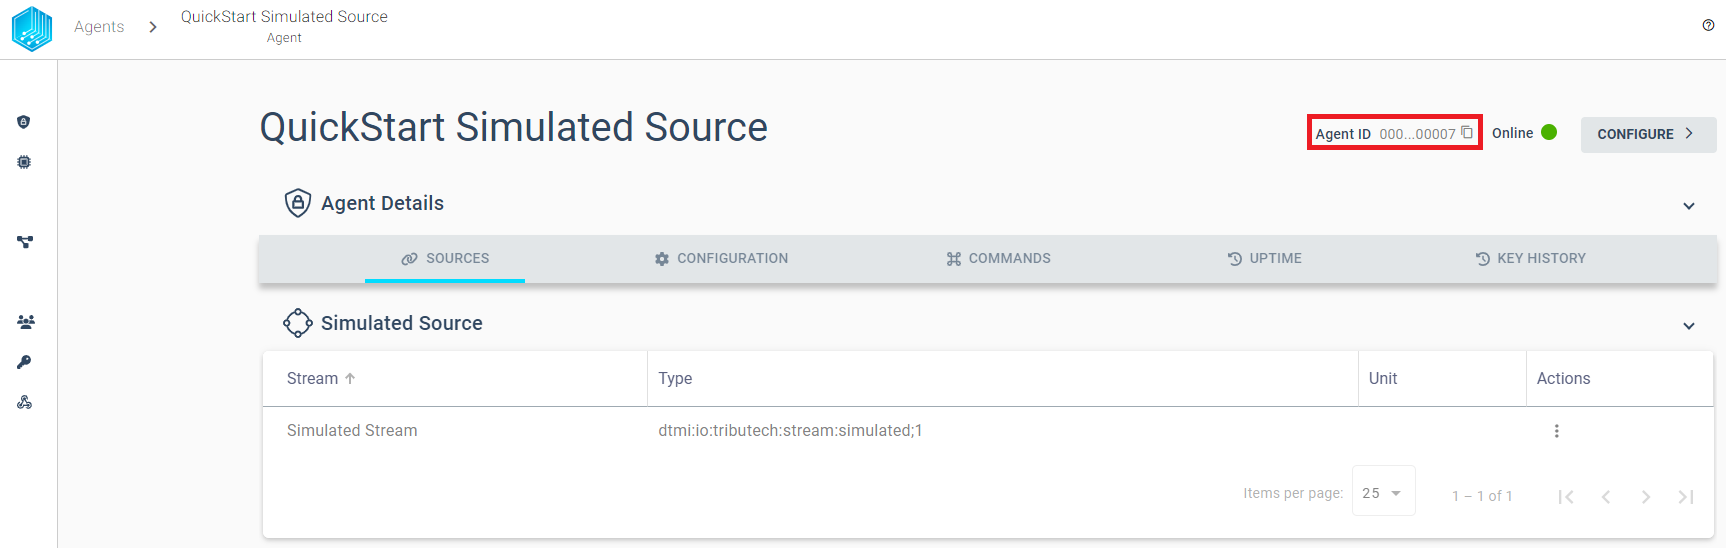 Agents
QuickStart Simulated Source
Agent
QuickStart Simulated Source
Agent ID 000...00007
Online
CONFIGURE
Agent Details
SOURCES CONFIGURATION COMMANDS UPTIME KEY HISTORY
Simulated Source
Stream Type Unit Actions
Simulated Stream dtmi:io:tributech:stream:simulated;1
Items per page: 25 1 – 1 of 1